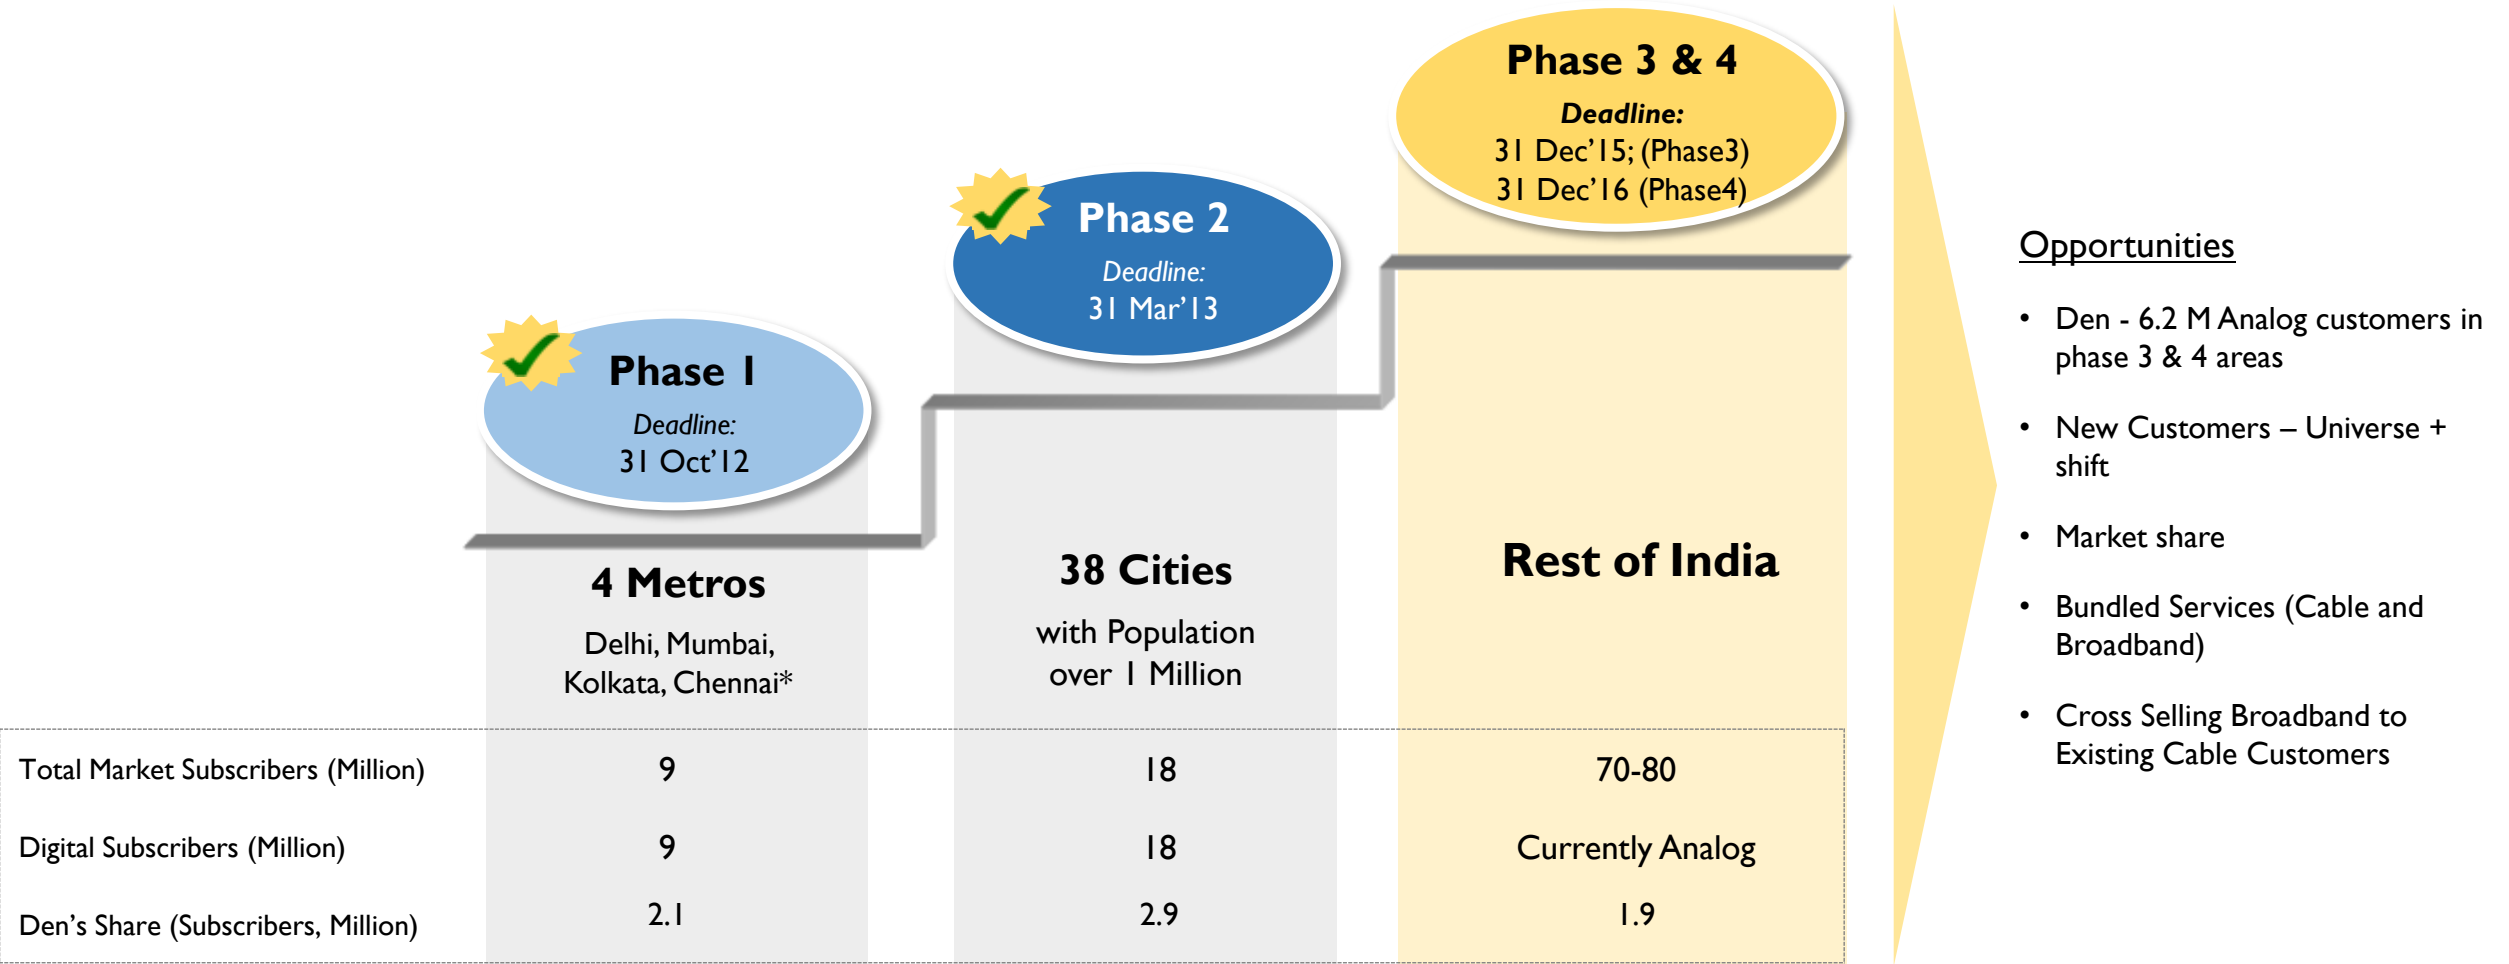 Phase 1
Deadline:
31 Oct’12
4 Metros
Delhi, Mumbai,
Kolkata, Chennai*
Phase 2
Deadline:
31 Mar’13
38 Cities
with Population
over 1 Million
Phase 3 & 4
Deadline:
31 Dec’15; (Phase3)
31 Dec’16 (Phase4)
Rest of India
Total Market Subscribers (Million) 9 18 70-80
Digital Subscribers (Million) 9 18 Currently Analog
Den’s Share (Subscribers, Million) 2.1 2.9 1.9
Opportunities
• Den - 6.2 M Analog customers in
phase 3 & 4 areas
• New Customers – Universe +
shift
• Market share
• Bundled Services (Cable and
Broadband)
• Cross Selling Broadband to
Existing Cable Customers